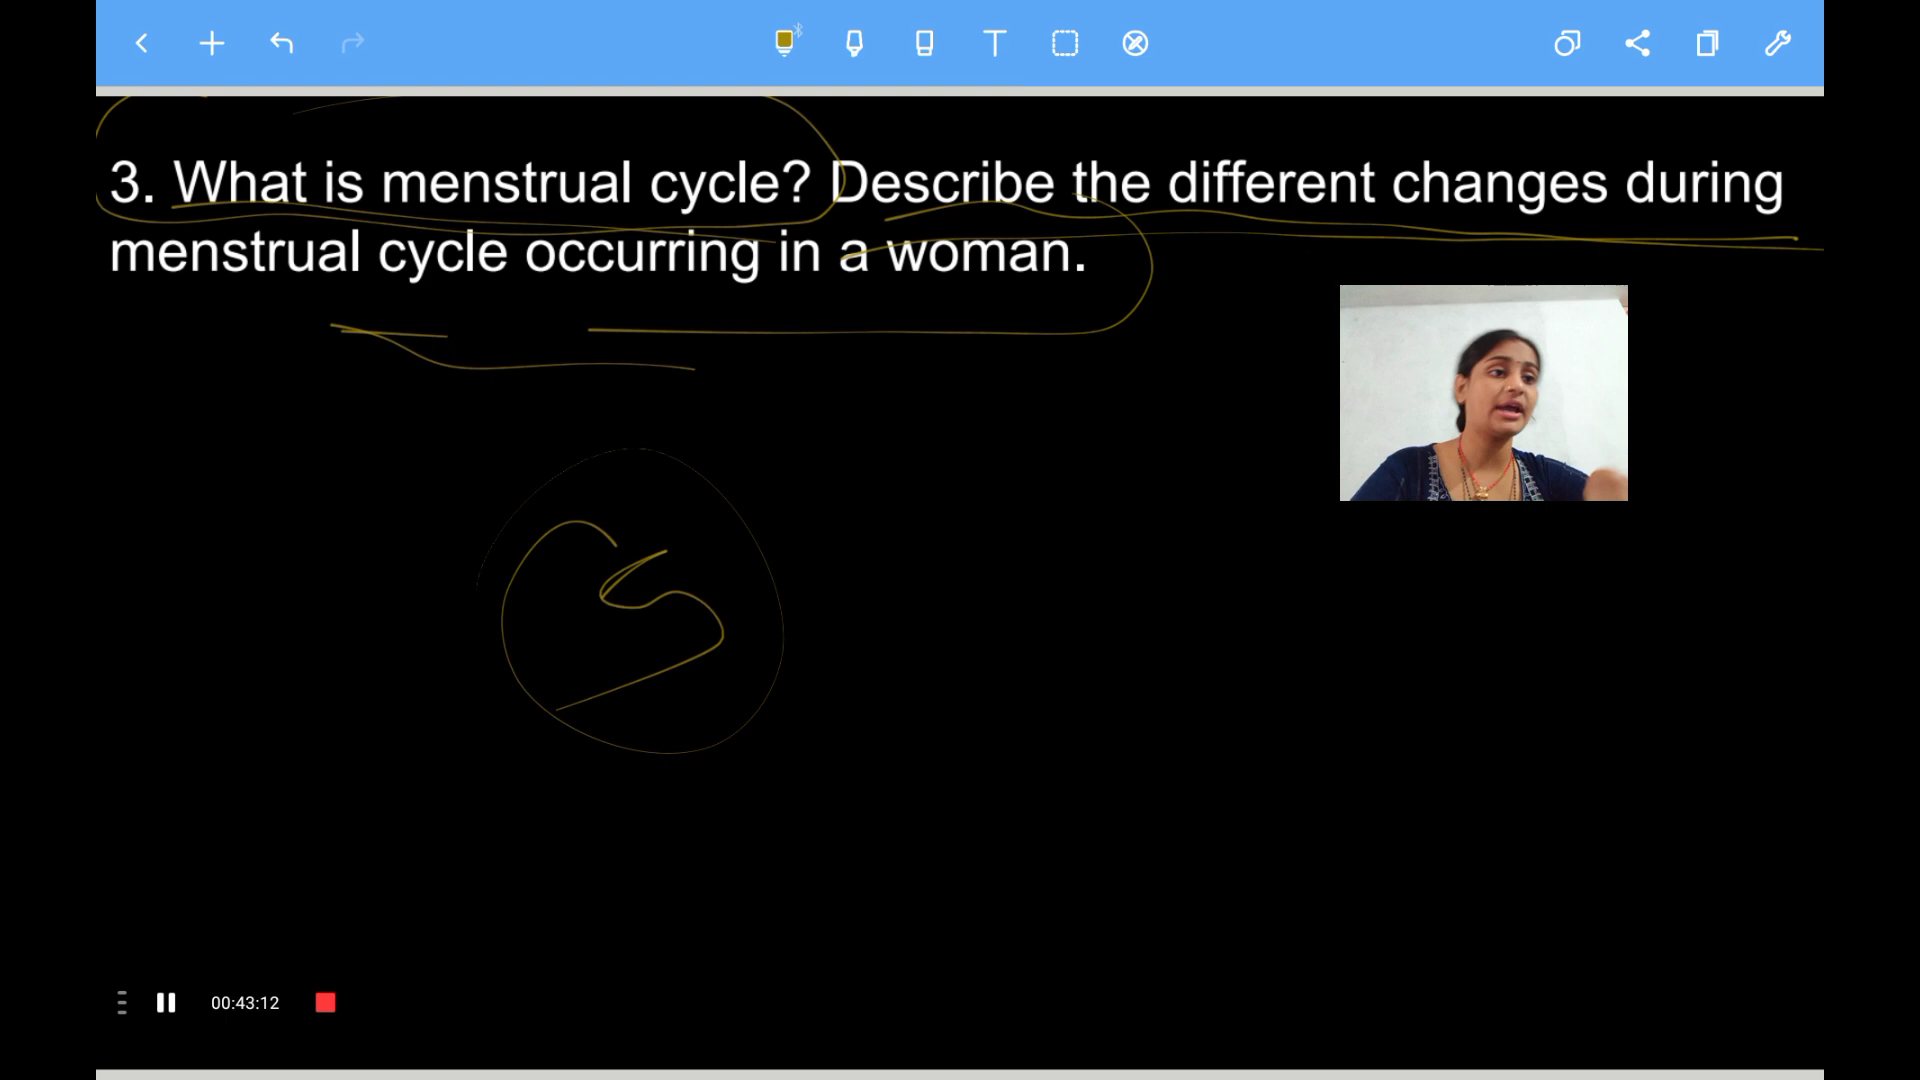 3. What is menstrual cycle? Describe the different changes during
menstrual cycle occurring in a woman.
00:43:12